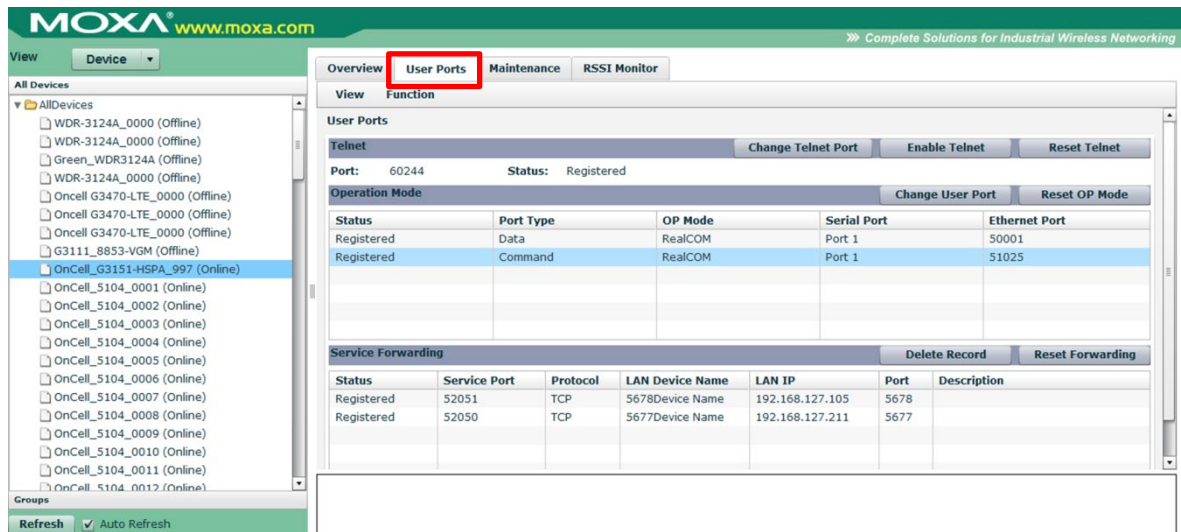 MOXA® www.moxa.com
Complete Solutions for Industrial Wireless Networking
View Device
All Devices
AllDevices
WDR-3124A_0000 (Offline)
WDR-3124A_0000 (Offline)
Green_WDR3124A (Offline)
WDR-3124A_0000 (Offline)
Oncell G3470-LTE_0000 (Offline)
Oncell G3470-LTE_0000 (Offline)
Oncell G3470-LTE_0000 (Offline)
G3111_8853-VGM (Offline)
OnCell_G3151-HSPA_997 (Online)
OnCell_5104_0001 (Online)
OnCell_5104_0002 (Online)
OnCell_5104_0003 (Online)
OnCell_5104_0004 (Online)
OnCell_5104_0005 (Online)
OnCell_5104_0006 (Online)
OnCell_5104_0007 (Online)
OnCell_5104_0008 (Online)
OnCell_5104_0009 (Online)
OnCell_5104_0010 (Online)
OnCell_5104_0011 (Online)
OnCell_5104_0012 (Online)
Groups
Refresh Auto Refresh
Overview User Ports Maintenance RSSI Monitor
View Function
User Ports
Telnet Change Telnet Port Enable Telnet Reset Telnet
Port: 60244 Status: Registered
Operation Mode Change User Port Reset OP Mode
Status Port Type OP Mode Serial Port Ethernet Port
Registered Data RealCOM Port 1 50001
Registered Command RealCOM Port 1 51025
Service Forwarding Delete Record Reset Forwarding
Status Service Port Protocol LAN Device Name LAN IP Port Description
Registered 52051 TCP 5678Device Name 192.168.127.105 5678
Registered 52050 TCP 5677Device Name 192.168.127.211 5677